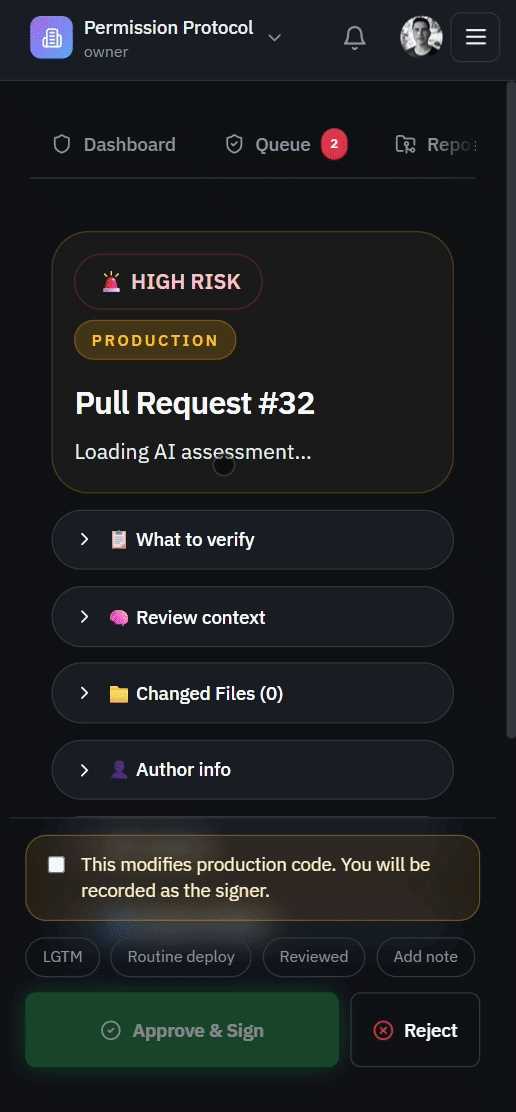 Permission Protocol
owner
Dashboard
Queue
2
HIGH RISK
PRODUCTION
Pull Request #32
Loading AI assessment...
What to verify
Review context
Changed Files (0)
Author info
This modifies production code. You will be
recorded as the signer.
LGTM
Routine deploy
Reviewed
Add note
Approve & Sign
Reject